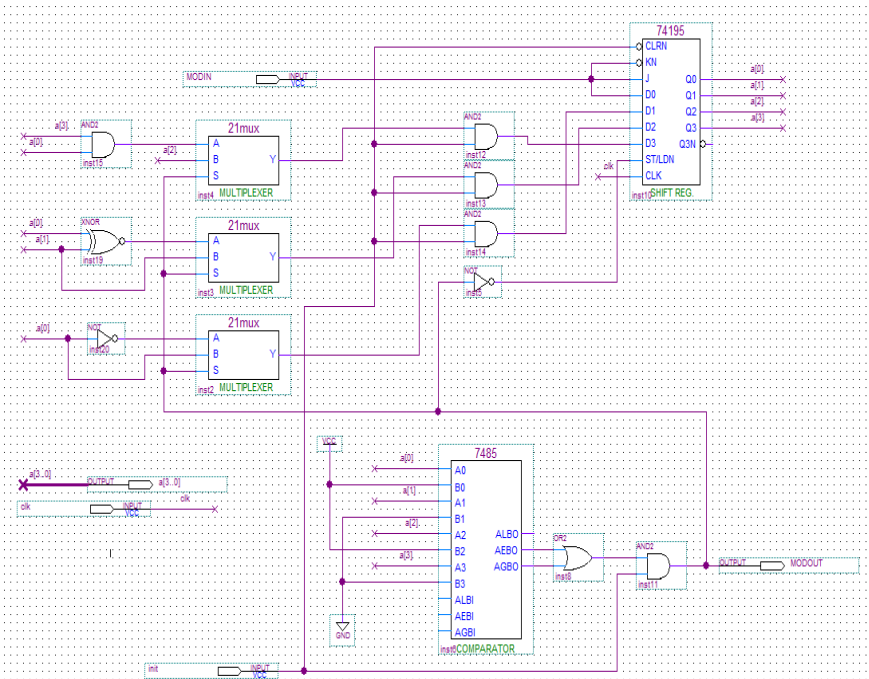 74195
CLRN
KN
J
D0
D1
D2
D3
ST/LDN
CLK
Q0
Q1
Q2
Q3
Q3N
inst10 SHIFT REG.
a[0]
a[1]
a[2]
a[3]
clk
MODIN
INPUT
VCC
a[3]
a[0]
AND2
inst15
a[2]
21mux
A
B
S
Y
inst4 MULTIPLEXER
AND2
inst12
AND2
inst13
AND2
inst14
a[0]
a[1]
XNOR
inst19
21mux
A
B
S
Y
inst3 MULTIPLEXER
NOT
inst5
a[0]
NOT
inst20
21mux
A
B
S
Y
inst2 MULTIPLEXER
a[3..0]
OUTPUT
a[3..0]
clk
INPUT
VCC
clk
VCC
a[0]
a[1]
a[2]
a[3]
7485
A0
B0
A1
B1
A2
B2
A3
B3
ALBI
AEBI
AGBI
ALBO
AEBO
AGBO
COMPARATOR
GND
OR2
inst8
AND2
inst11
OUTPUT
MODOUT
init
INPUT
VCC